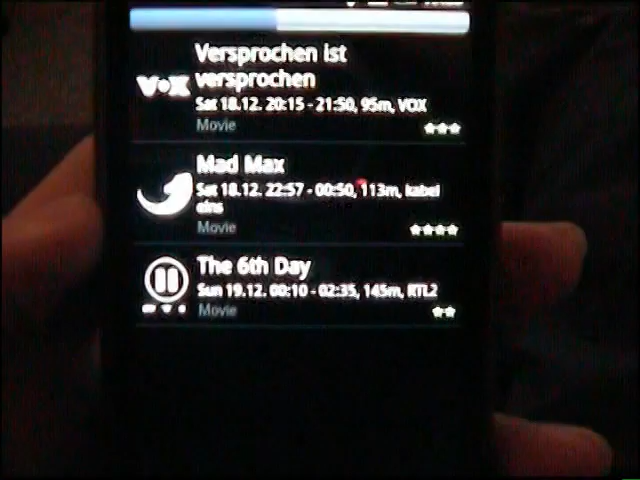 Versprochen ist
versprochen
VOX
Sat 18.12. 20:15 - 21:50, 95m, VOX
Movie
Mad Max
Sat 18.12. 22:57 - 00:50, 113m, kabel
eins
Movie
The 6th Day
Sun 19.12. 00:10 - 02:35, 145m, RTL2
Movie